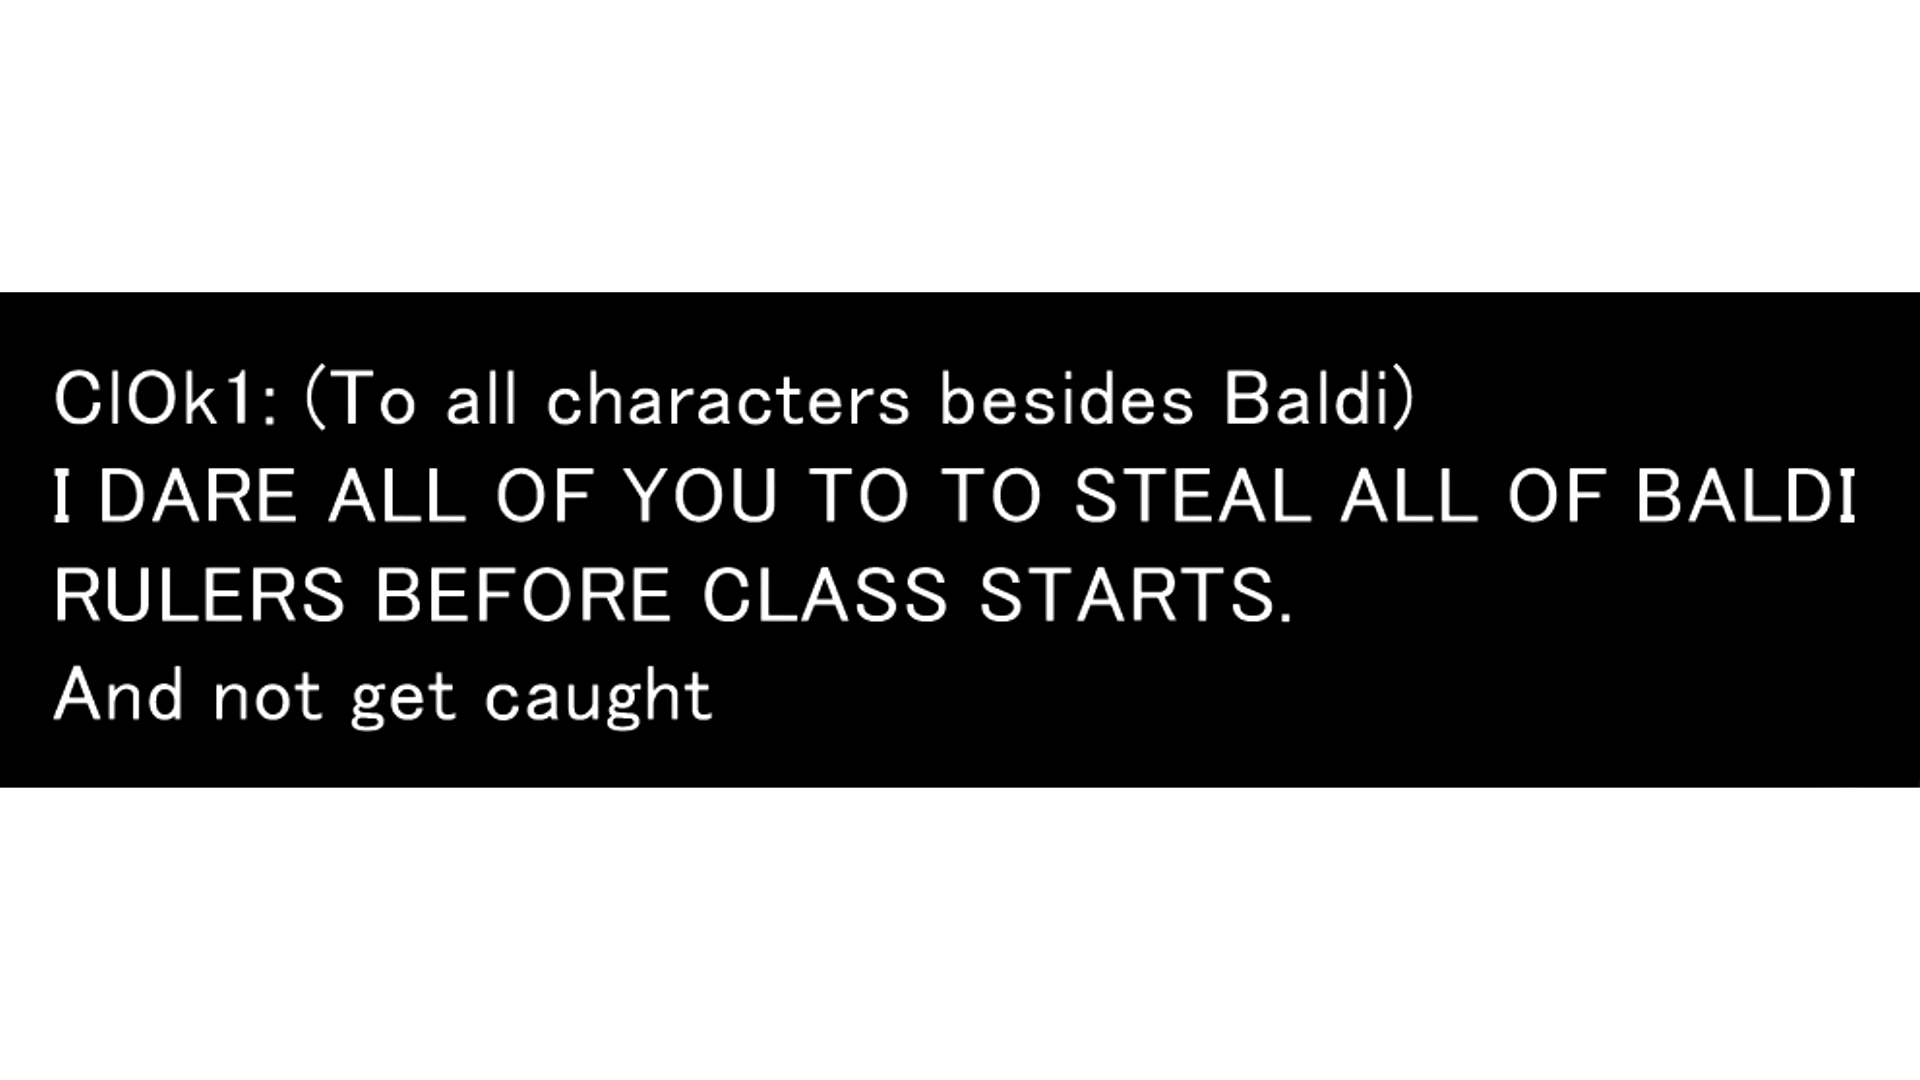 ClOk1: (To all characters besides Baldi)
I DARE ALL OF YOU TO TO STEAL ALL OF BALDI
RULERS BEFORE CLASS STARTS.
And not get caught